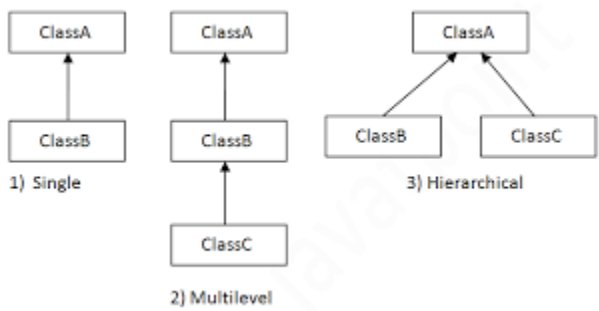 ClassA
ClassB
1) Single
ClassA
ClassB
ClassC
2) Multilevel
ClassA
ClassB
ClassC
3) Hierarchical